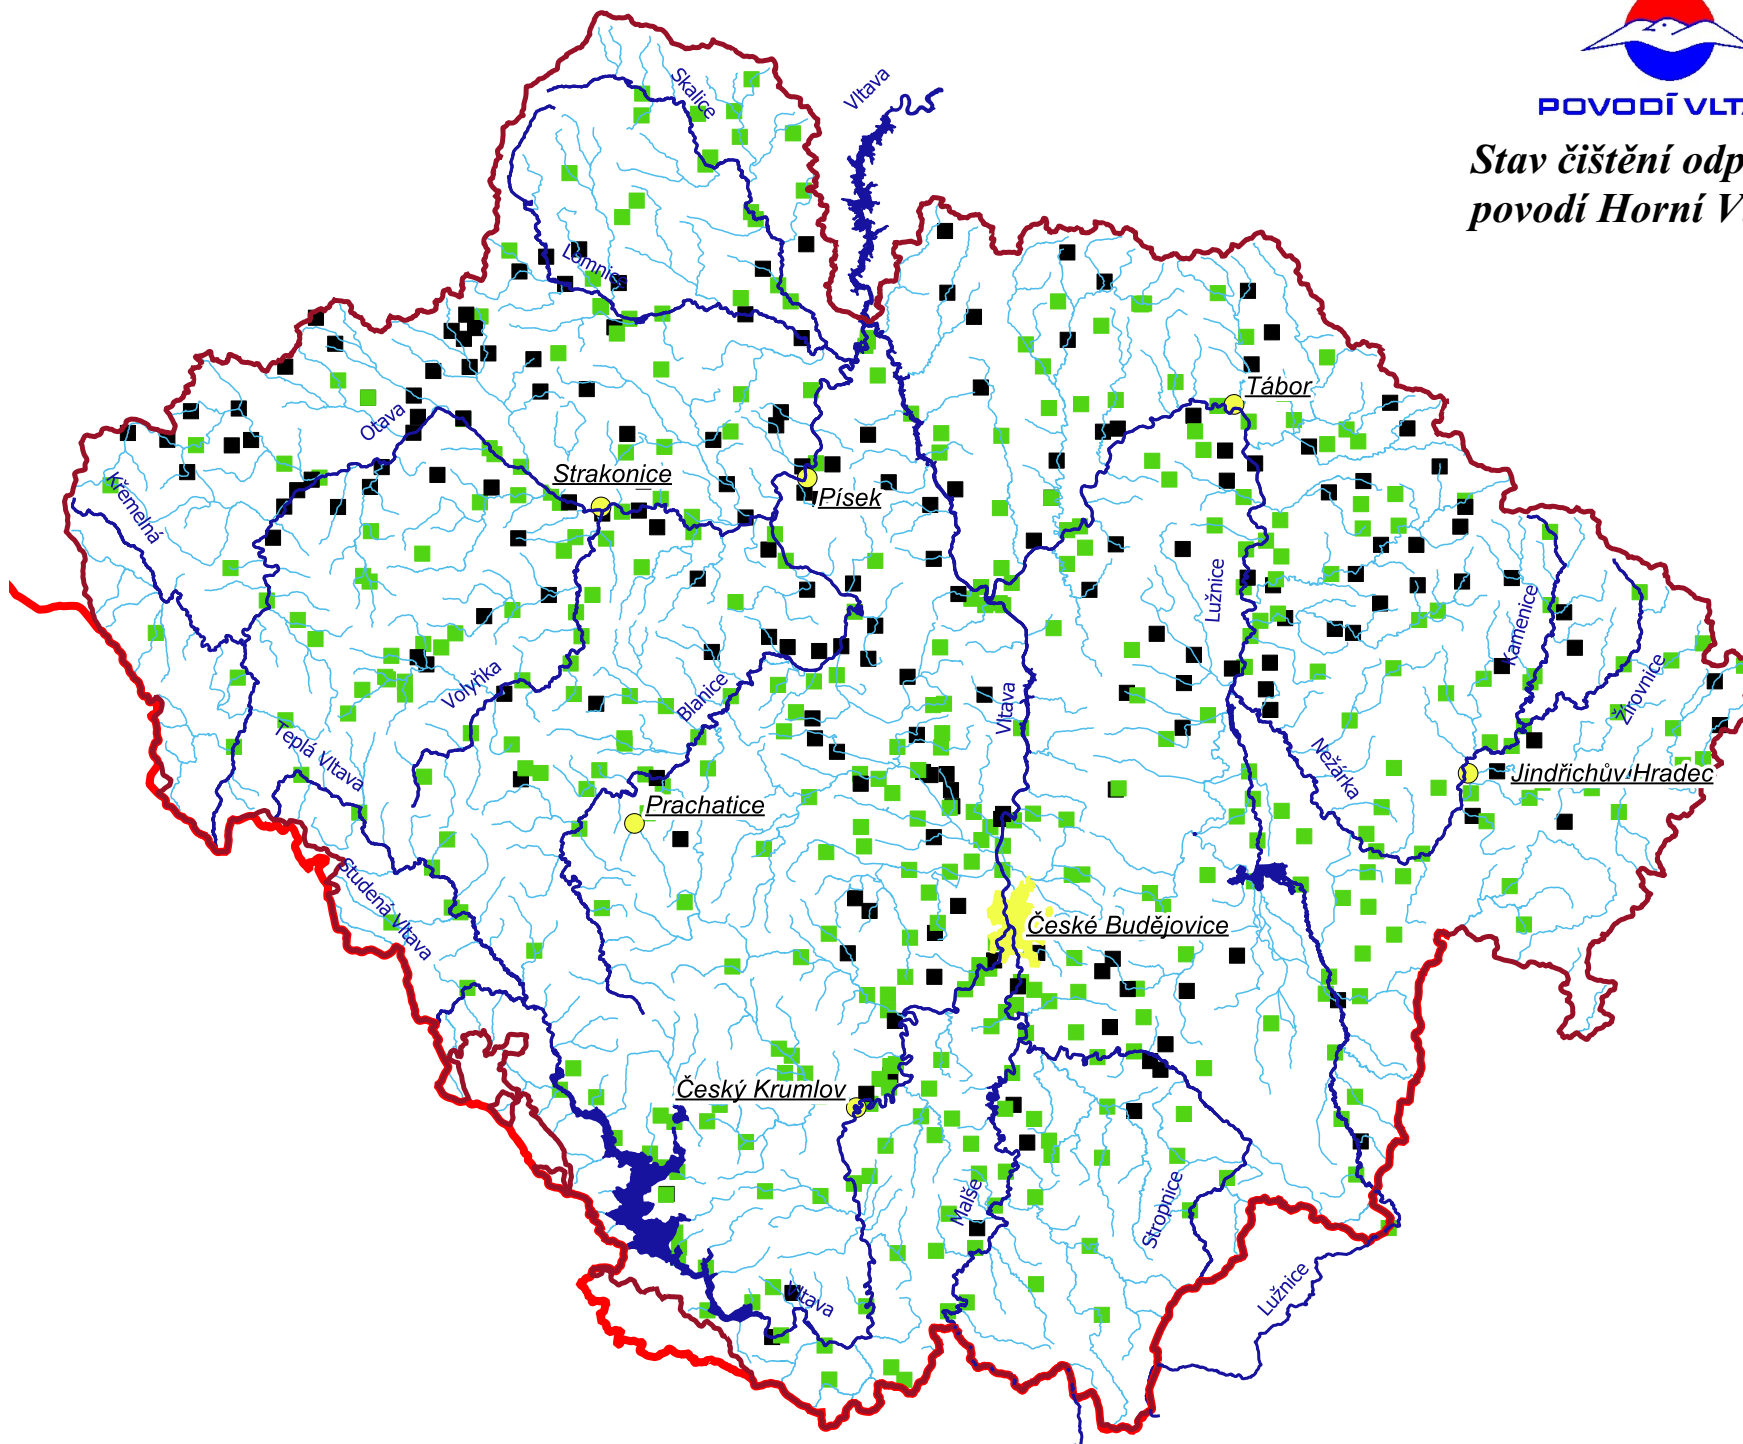 POVODÍ VLT
Stav čištění odp
povodí Horní V
Skalice
Vltava
Lomnice
Tábor
Otava
Strakonice
Písek
Křemelná
Lužnice
Kamenice
Volyňka
Blanice
Vltava
Žirovnice
Teplá Vltava
Nežárka
Jindřichův Hradec
Prachatice
Studená Vltava
České Budějovice
Český Krumlov
Malše
Stropnice
Lužnice
Vltava